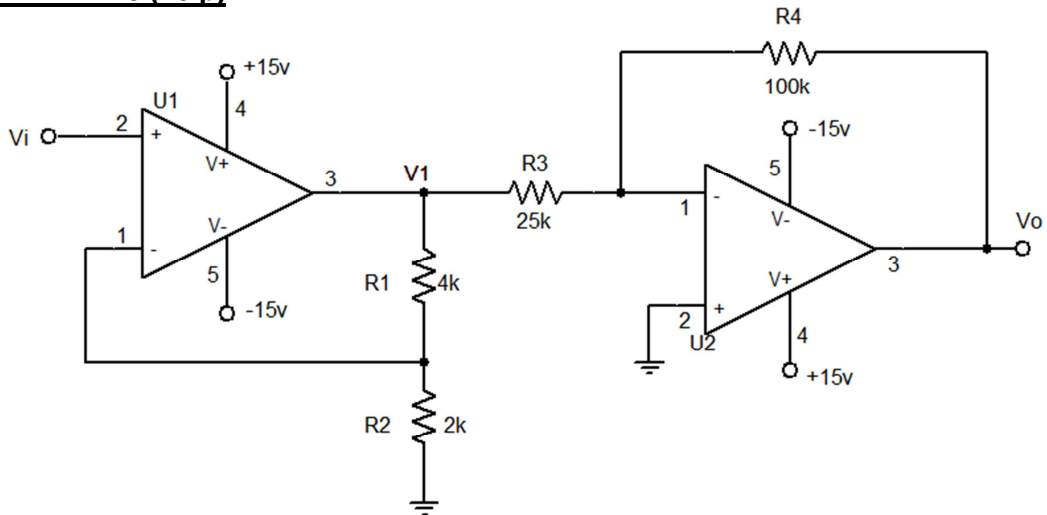 R4
100k
+15v
U1
4
Vi
2
+
V+
3
V1
R3
25k
-15v
5
1
-
V-
Vo
3
1
-
V-
5
-15v
R1
4k
V+
+
2
U2
4
+15v
R2
2k